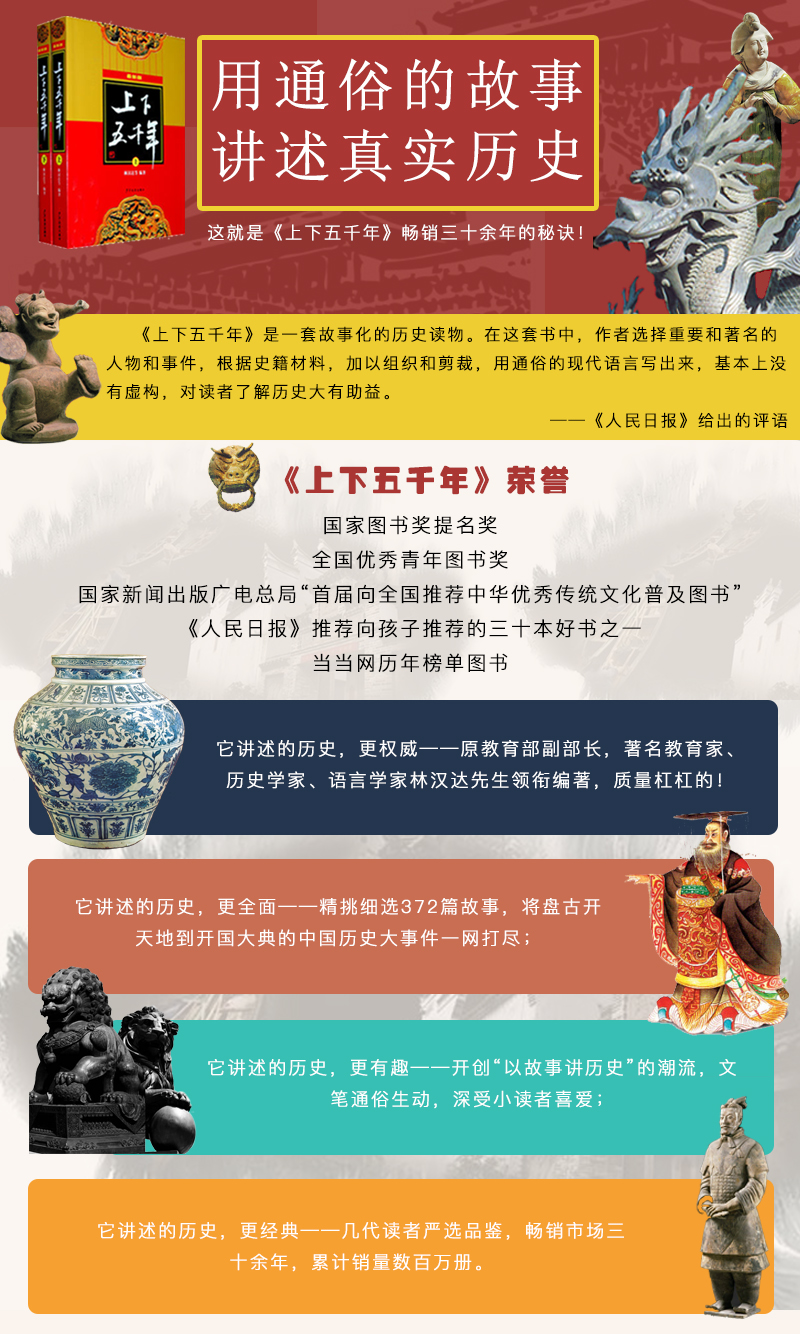 上下五千年
上下五千年
上下五千年
用通俗的故事
讲述真实历史
这就是《上下五千年》畅销三十余年的秘诀！
《上下五千年》是一套故事化的历史读物。在这套书中，作者选择重要和著名的
人物和事件，根据史籍材料，加以组织和剪裁，用通俗的现代语言写出来，基本上没
有虚构，对读者了解历史大有助益。
——《人民日报》给出的评语
《上下五千年》荣誉
国家图书奖提名奖
全国优秀青年图书奖
国家新闻出版广电总局“首届向全国推荐中华优秀传统文化普及图书”
《人民日报》推荐向孩子推荐的三十本好书之一
当当网历年榜单图书
它讲述的历史，更权威——原教育部副部长，著名教育家、
历史学家、语言学家林汉达先生领衔编著，质量杠杠的！
它讲述的历史，更全面——精挑细选372篇故事，将盘古开
天地到开国大典的中国历史大事件一网打尽；
它讲述的历史，更有趣——开创“以故事讲历史”的潮流，文
笔通俗生动，深受小读者喜爱；
它讲述的历史，更经典——几代读者严选品鉴，畅销市场三
十余年，累计销量数百万册。